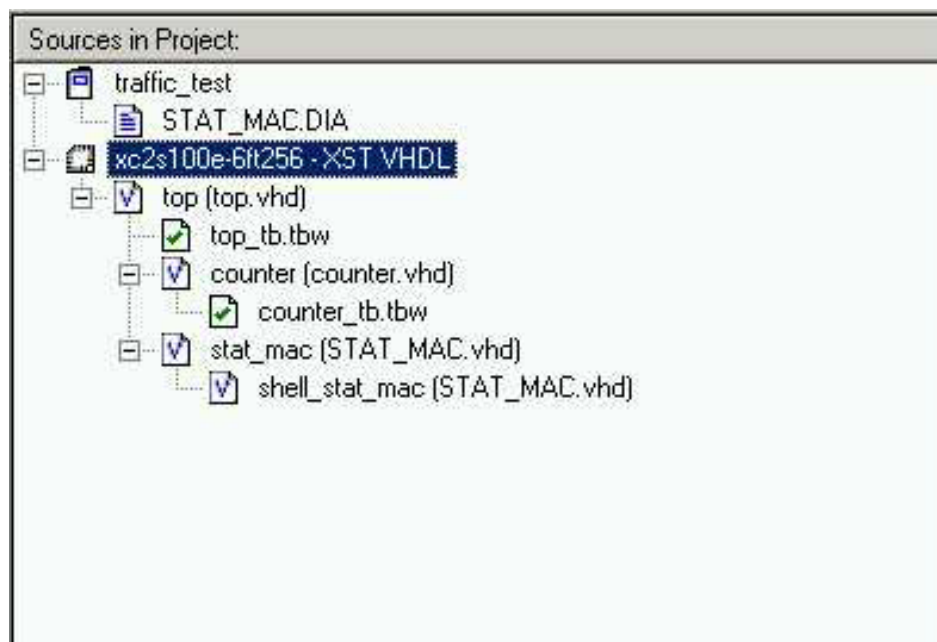 Sources in Project:
traffic_test
STAT_MAC.DIA
xc2s100e-6ft256 - XST VHDL
top (top.vhd)
top_tb.tbw
counter (counter.vhd)
counter_tb.tbw
stat_mac (STAT_MAC.vhd)
shell_stat_mac (STAT_MAC.vhd)